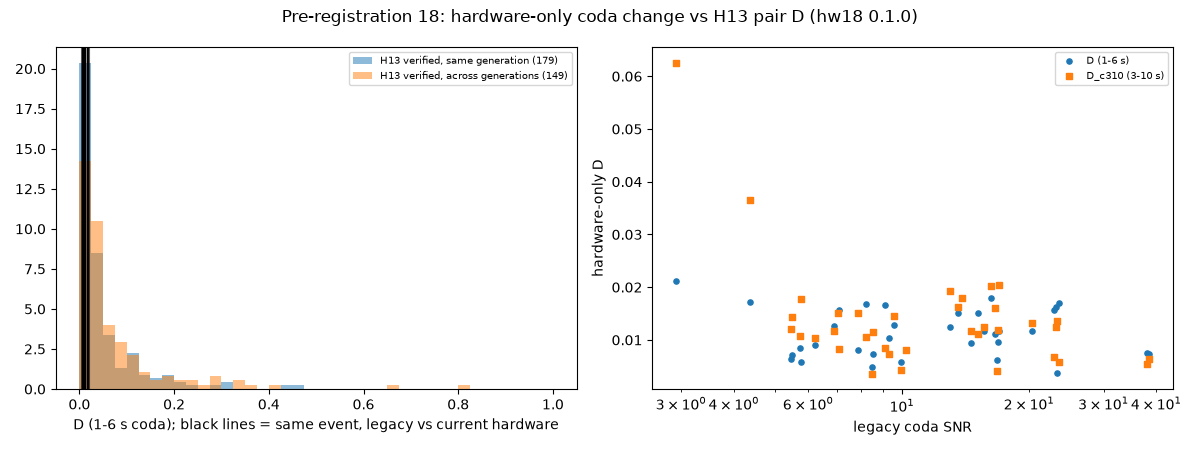 Pre-registration 18: hardware-only coda change vs H13 pair D (hw18 0.1.0)
H13 verified, same generation (179)
H13 verified, across generations (149)
20.0
17.5
15.0
12.5
10.0
7.5
5.0
2.5
0.0
0.0 0.2 0.4 0.6 0.8 1.0
D (1-6 s coda); black lines = same event, legacy vs current hardware
D (1-6 s)
D_c310 (3-10 s)
hardware-only D
0.06
0.05
0.04
0.03
0.02
0.01
3 × 10⁰ 4 × 10⁰ 6 × 10⁰ 10¹ 2 × 10¹ 3 × 10¹ 4 × 10¹
legacy coda SNR